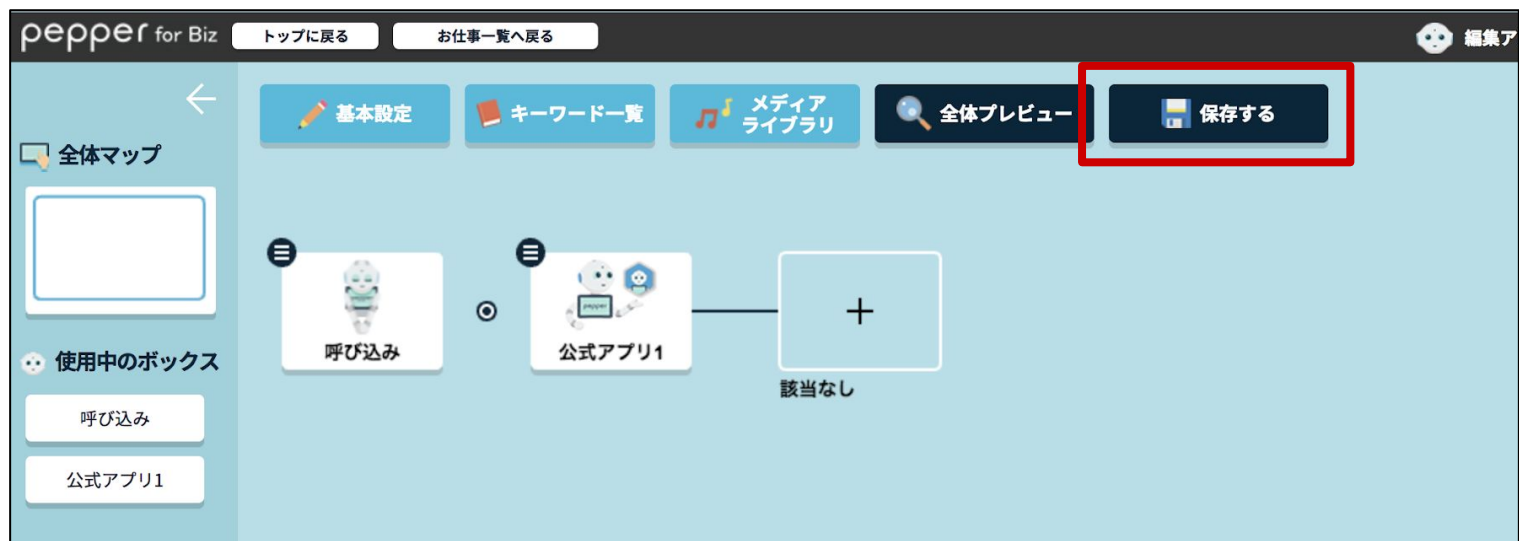 pepper for Biz
トップに戻る
お仕事一覧へ戻る
編集ア
基本設定
キーワード一覧
メディア
ライブラリ
全体プレビュー
保存する
全体マップ
使用中のボックス
呼び込み
公式アプリ1
呼び込み
pepper
公式アプリ1
+
該当なし